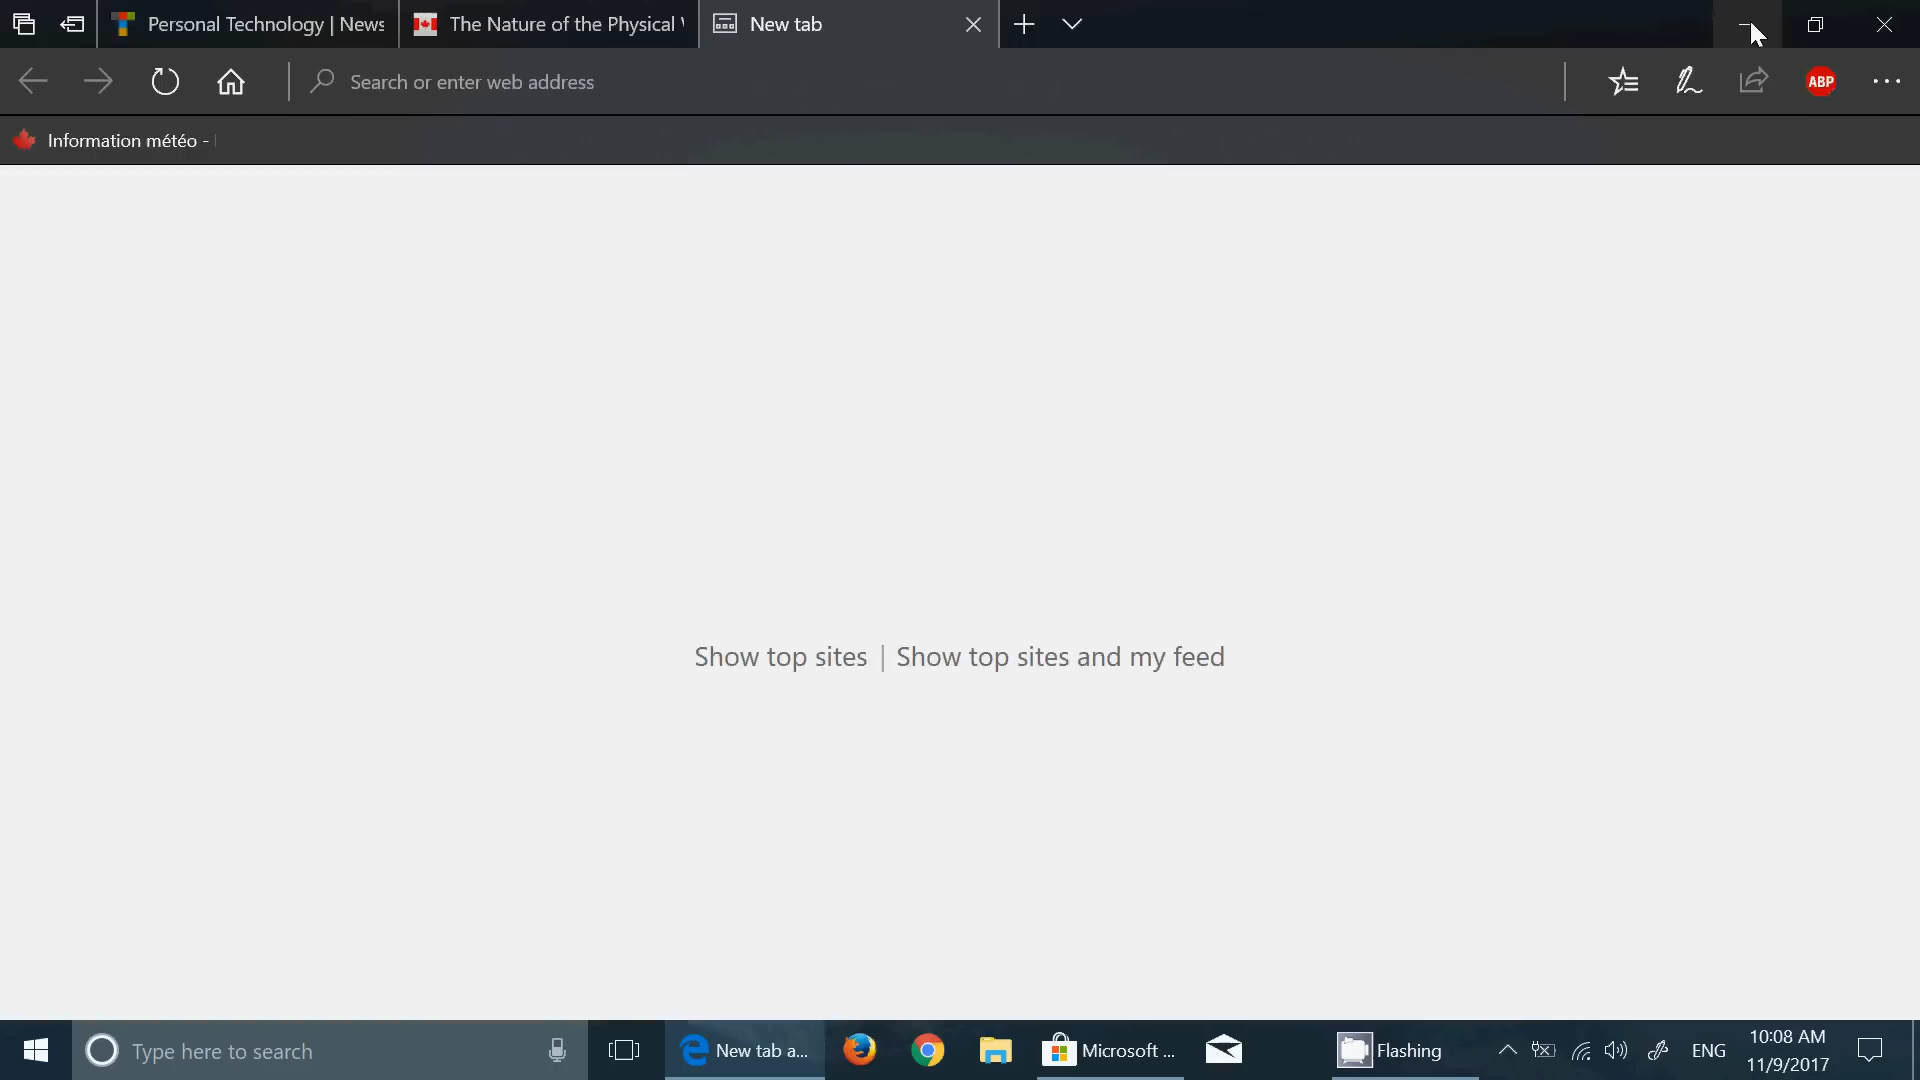 Personal Technology | News
The Nature of the Physical
New tab
Search or enter web address
ABP
Information météo -
Show top sites | Show top sites and my feed
Type here to search
New tab a...
Microsoft ...
Flashing
ENG
10:08 AM
11/9/2017